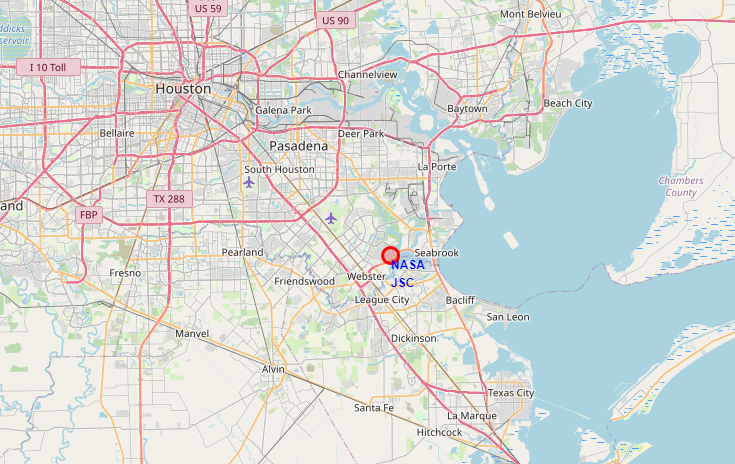 US 59
Mont Belvieu
US 90
I 10 Toll
Channelview
Houston
Beach City
Baytown
Galena Park
Bellaire
Deer Park
Pasadena
La Porte
South Houston
Chambers
County
TX 288
FBP
Pearland
Seabrook
NASA
JSC
Fresno
Webster
Friendswood
League City
Bacliff
San Leon
Manvel
Dickinson
Alvin
Texas City
Santa Fe
La Marque
Hitchcock